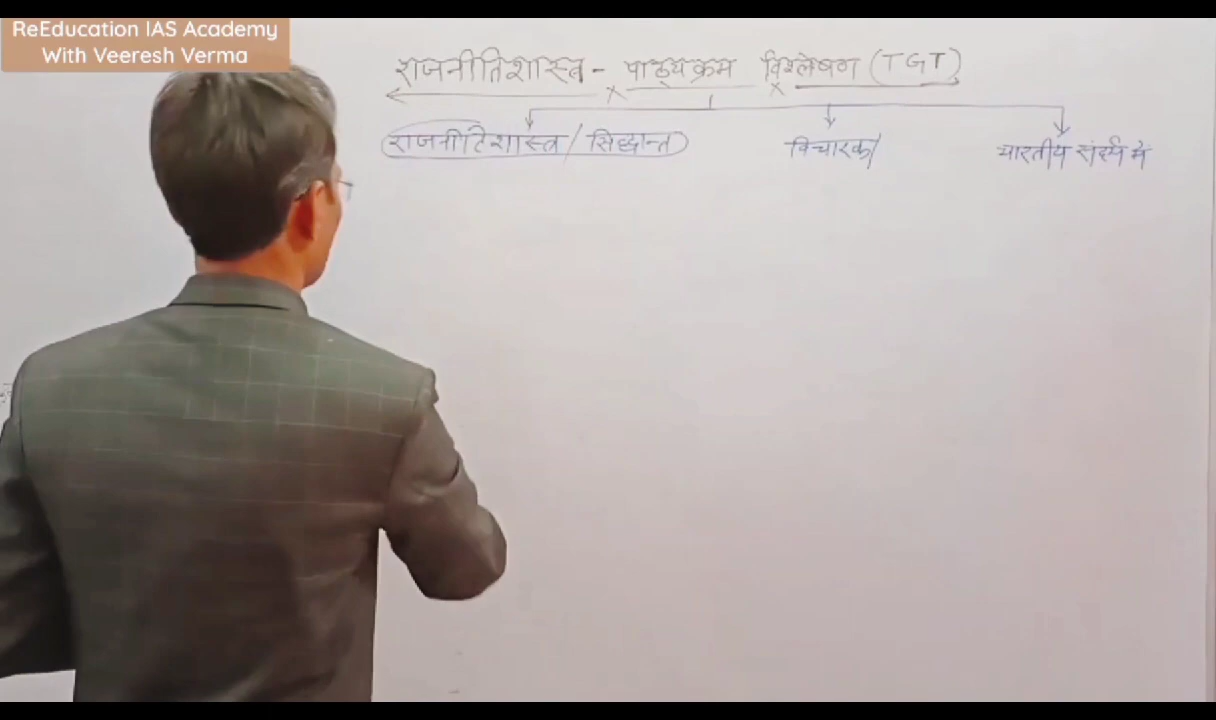 ReEducation IAS Academy
With Veeresh Verma
राजनीतिशास्त्र - पाठ्यक्रम विश्लेषण (TGT)
राजनीतिशास्त्र / सिद्धान्त
विचारक /
भारतीय संदर्भ में